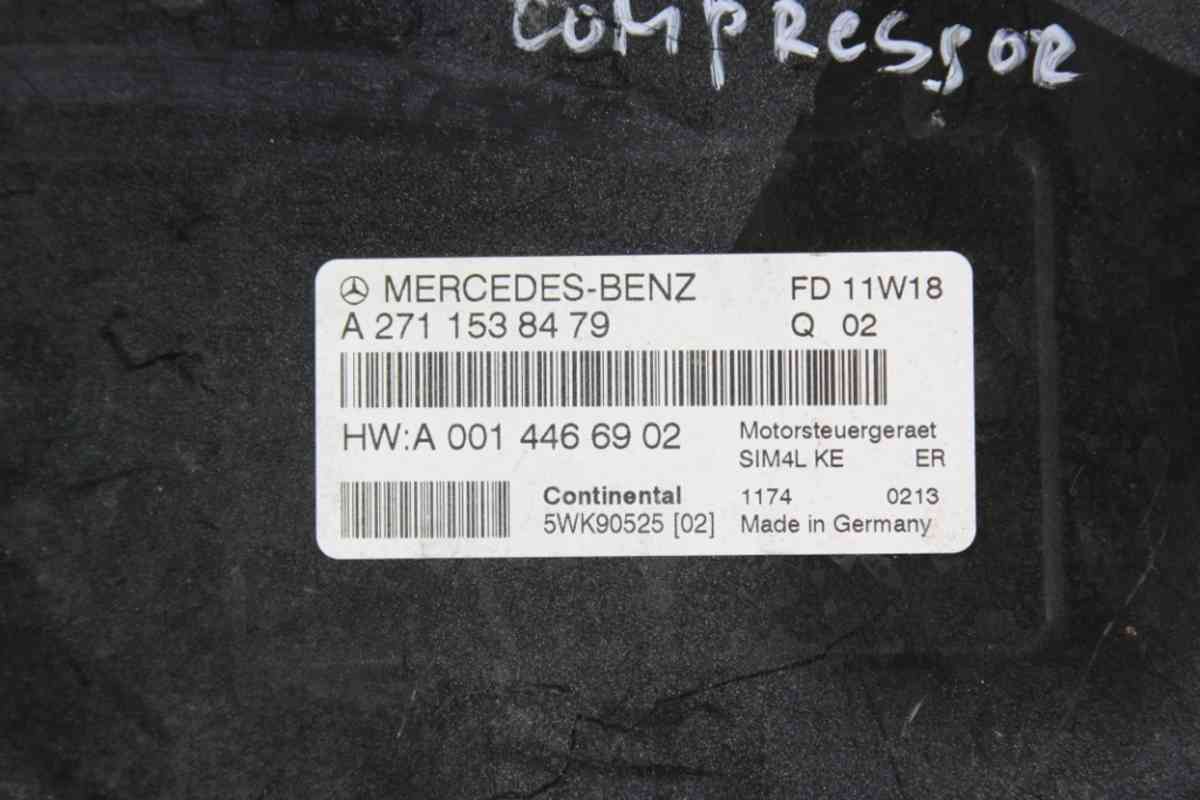 COMPRESSOR
MERCEDES-BENZ FD 11W18
A 271 153 84 79 Q 02
HW:A 001 446 69 02 Motorsteuergeraet
SIM4L KE ER
Continental 1174 0213
5WK90525 [02] Made in Germany